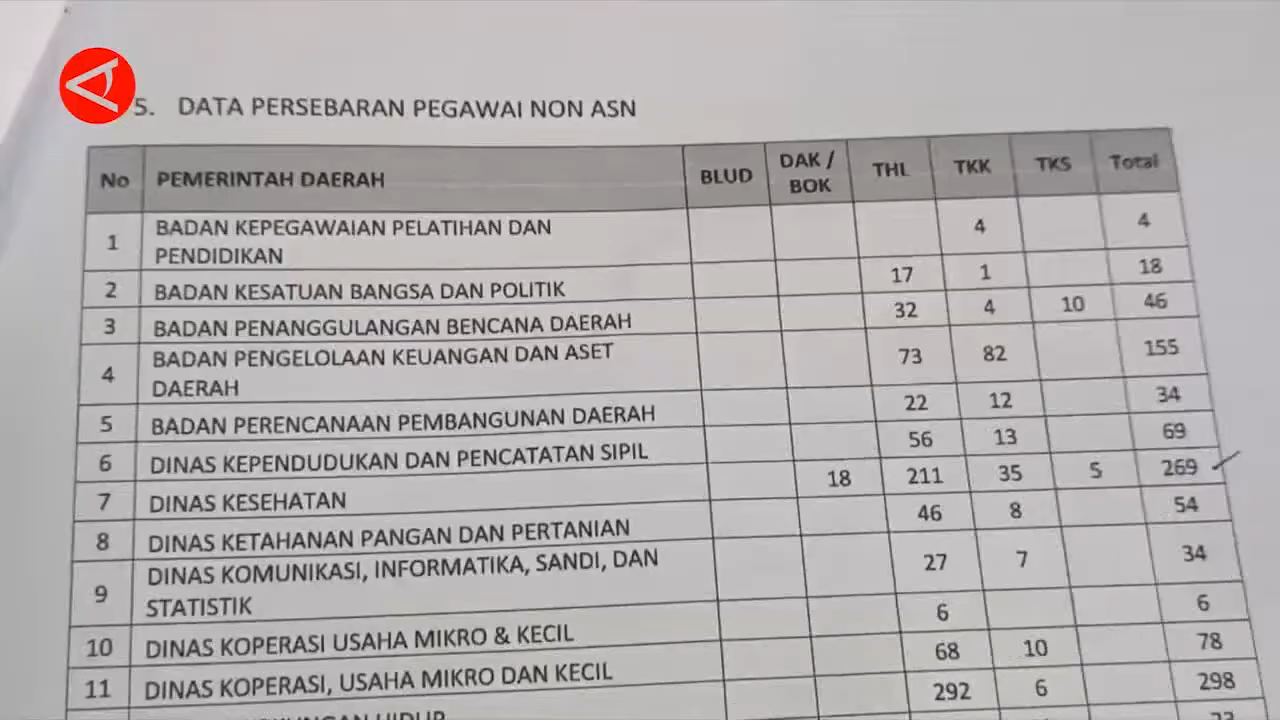 5. DATA PERSEBARAN PEGAWAI NON ASN
No PEMERINTAH DAERAH BLUD DAK / BOK THL TKK TKS Total
1 BADAN KEPEGAWAIAN PELATIHAN DAN 4 4
PENDIDIKAN
2 BADAN KESATUAN BANGSA DAN POLITIK 17 1 18
3 BADAN PENANGGULANGAN BENCANA DAERAH 32 4 10 46
4 BADAN PENGELOLAAN KEUANGAN DAN ASET 73 82 155
DAERAH
5 BADAN PERENCANAAN PEMBANGUNAN DAERAH 22 12 34
6 DINAS KEPENDUDUKAN DAN PENCATATAN SIPIL 56 13 69
7 DINAS KESEHATAN 18 211 35 5 269
8 DINAS KETAHANAN PANGAN DAN PERTANIAN 46 8 54
9 DINAS KOMUNIKASI, INFORMATIKA, SANDI, DAN 27 7 34
STATISTIK
10 DINAS KOPERASI USAHA MIKRO & KECIL 6 6
11 DINAS KOPERASI, USAHA MIKRO DAN KECIL 68 10 78
HIDUP 292 6 298